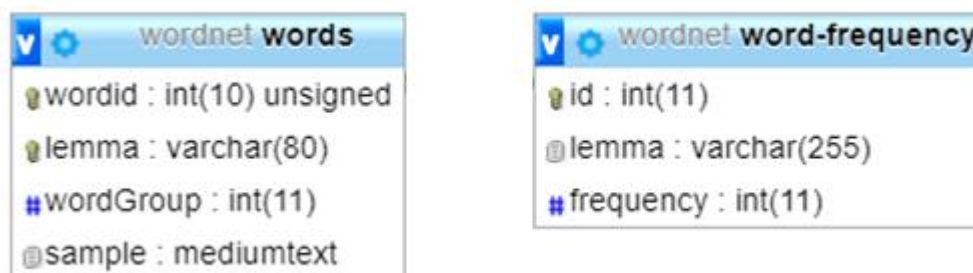 v wordnet words
wordid : int(10) unsigned
lemma : varchar(80)
#wordGroup : int(11)
sample : mediumtext
v wordnet word-frequency
id : int(11)
lemma : varchar(255)
#frequency : int(11)